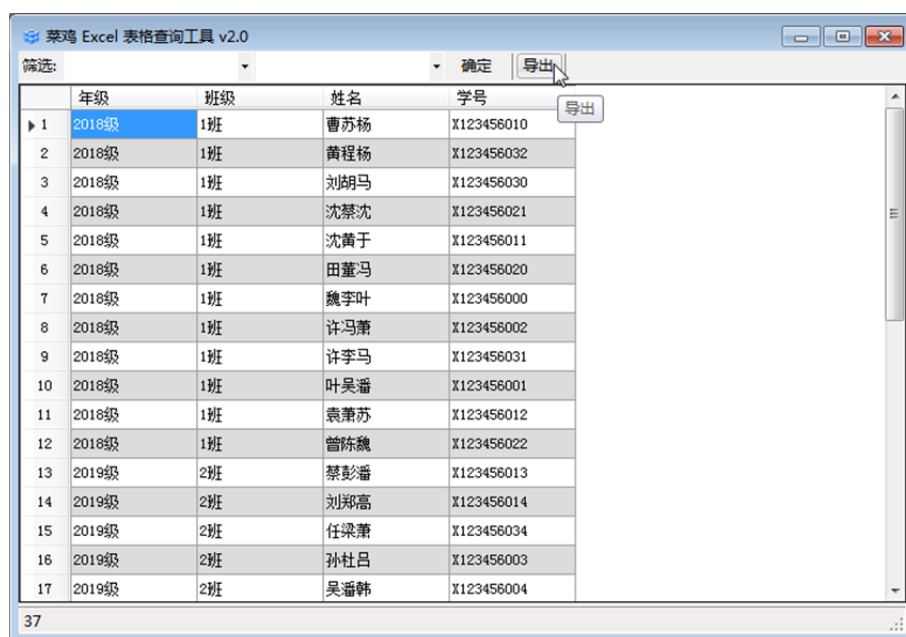 菜鸡 Excel 表格查询工具 v2.0
筛选: 确定 导出
年级 班级 姓名 学号
导出
1 2018级 1班 曹苏杨 X123456010
2 2018级 1班 黄程杨 X123456032
3 2018级 1班 刘胡马 X123456030
4 2018级 1班 沈蔡沈 X123456021
5 2018级 1班 沈黄于 X123456011
6 2018级 1班 田董冯 X123456020
7 2018级 1班 魏李叶 X123456000
8 2018级 1班 许冯萧 X123456002
9 2018级 1班 许李马 X123456031
10 2018级 1班 叶吴潘 X123456001
11 2018级 1班 袁萧苏 X123456012
12 2018级 1班 曾陈魏 X123456022
13 2019级 2班 蔡彭潘 X123456013
14 2019级 2班 刘郑高 X123456014
15 2019级 2班 任梁萧 X123456034
16 2019级 2班 孙杜吕 X123456003
17 2019级 2班 吴潘韩 X123456004
37